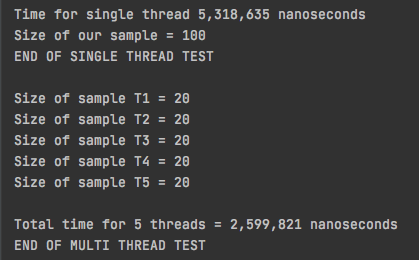 Time for single thread 5,318,635 nanoseconds
Size of our sample = 100
END OF SINGLE THREAD TEST
Size of sample T1 = 20
Size of sample T2 = 20
Size of sample T3 = 20
Size of sample T4 = 20
Size of sample T5 = 20
Total time for 5 threads = 2,599,821 nanoseconds
END OF MULTI THREAD TEST